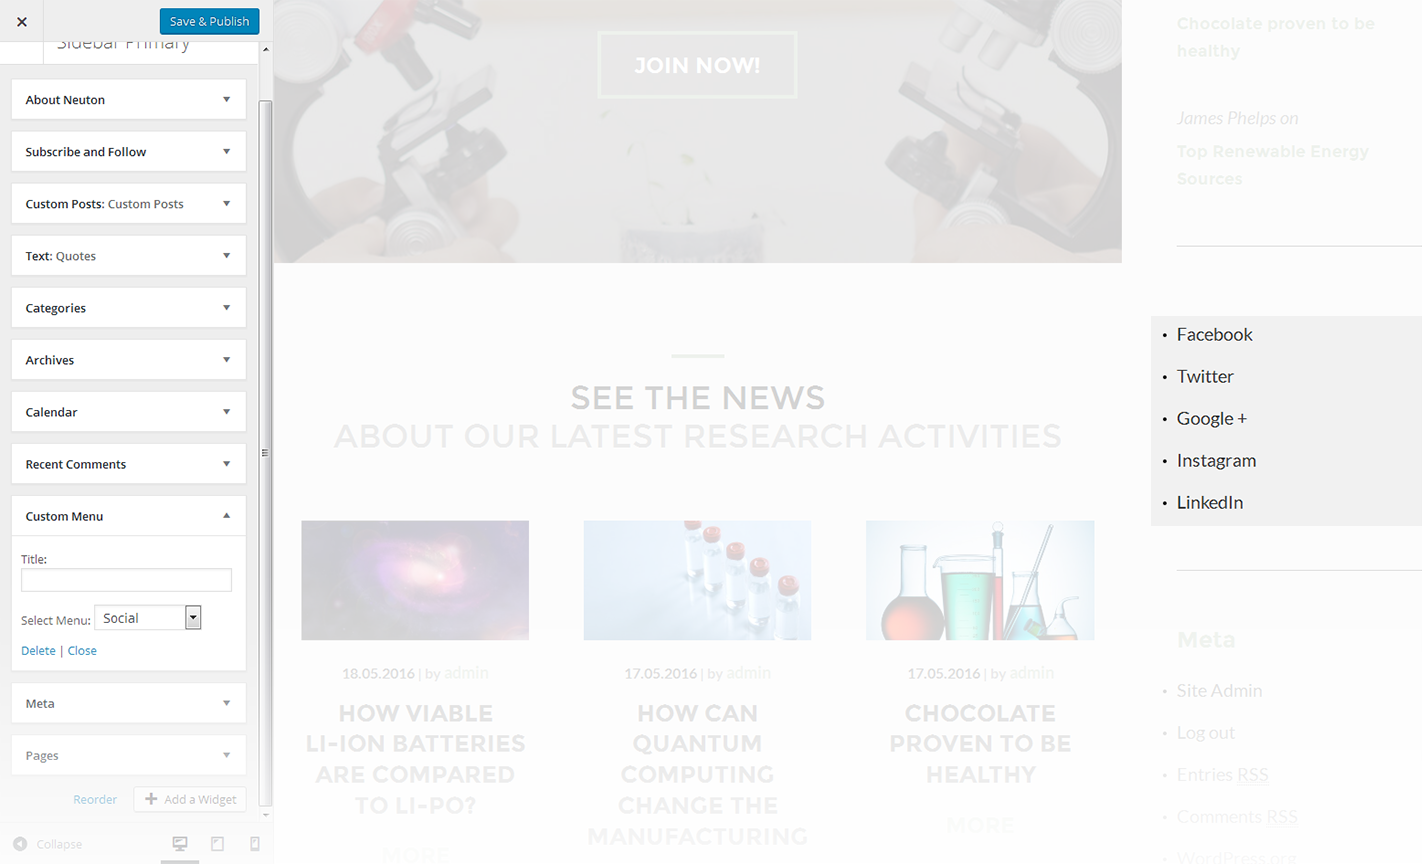 ×
Save & Publish
Sidebar Primary
About Neuton
Subscribe and Follow
Custom Posts: Custom Posts
Text: Quotes
Categories
Archives
Calendar
Recent Comments
Custom Menu
Title:
Select Menu: Social
Delete | Close
Meta
Pages
Reorder
Add a Widget
Collapse
JOIN NOW!
SEE THE NEWS
ABOUT OUR LATEST RESEARCH ACTIVITIES
18.05.2016 | by admin
HOW VIABLE
LI-ION BATTERIES
ARE COMPARED
TO LI-PO?
MORE
17.05.2016 | by admin
HOW CAN
QUANTUM
COMPUTING
CHANGE THE
MANUFACTURING
17.05.2016 | by admin
CHOCOLATE
PROVEN TO BE
HEALTHY
MORE
Chocolate proven to be
healthy
James Phelps on
Top Renewable Energy
Sources
• Facebook
• Twitter
• Google +
• Instagram
• LinkedIn
Meta
• Site Admin
• Log out
• Entries RSS
• Comments RSS
• WordPress.org